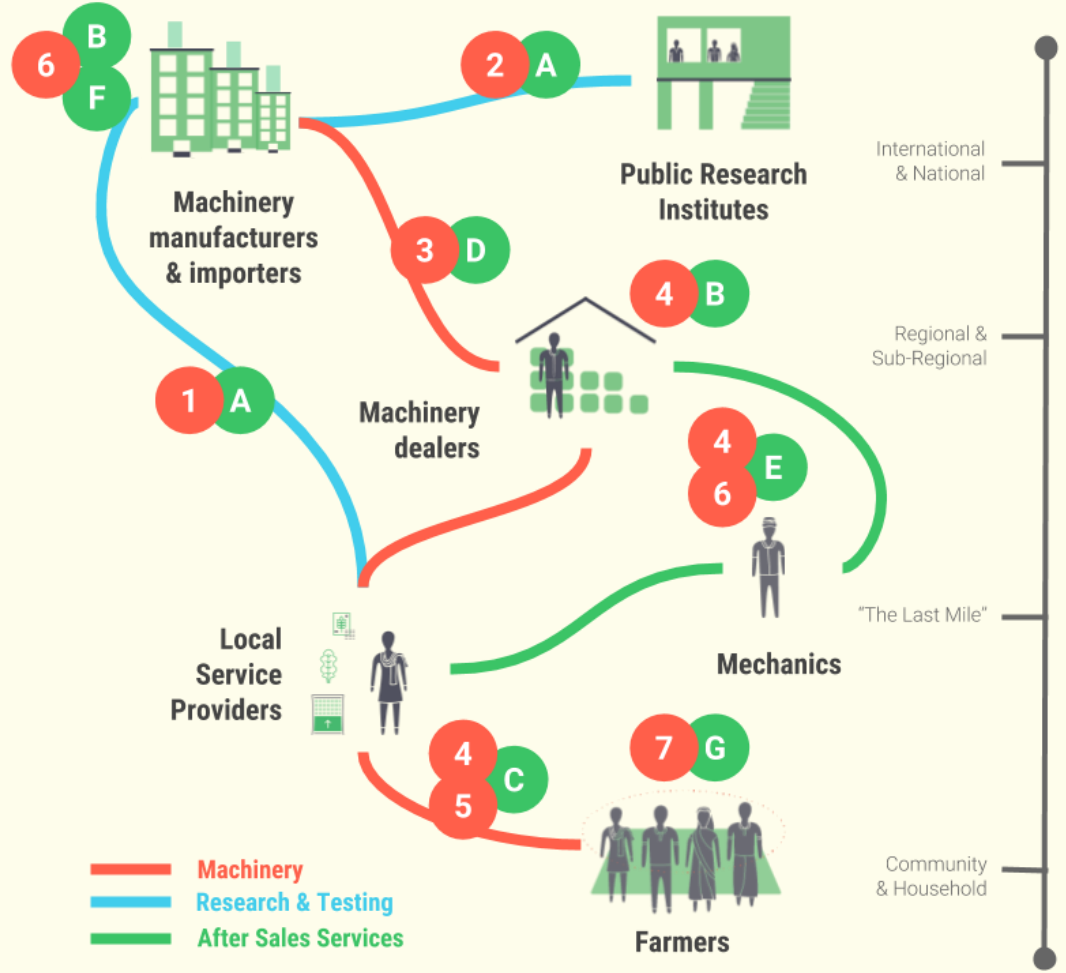 B
6
F
2 A
Machinery
manufacturers
& importers
Public Research
Institutes
International
& National
3 D
4 B
Regional &
Sub-Regional
1 A
Machinery
dealers
4
E
6
"The Last Mile"
Local
Service
Providers
Mechanics
4
C
5
7 G
Community
& Household
Machinery
Research & Testing
After Sales Services
Farmers